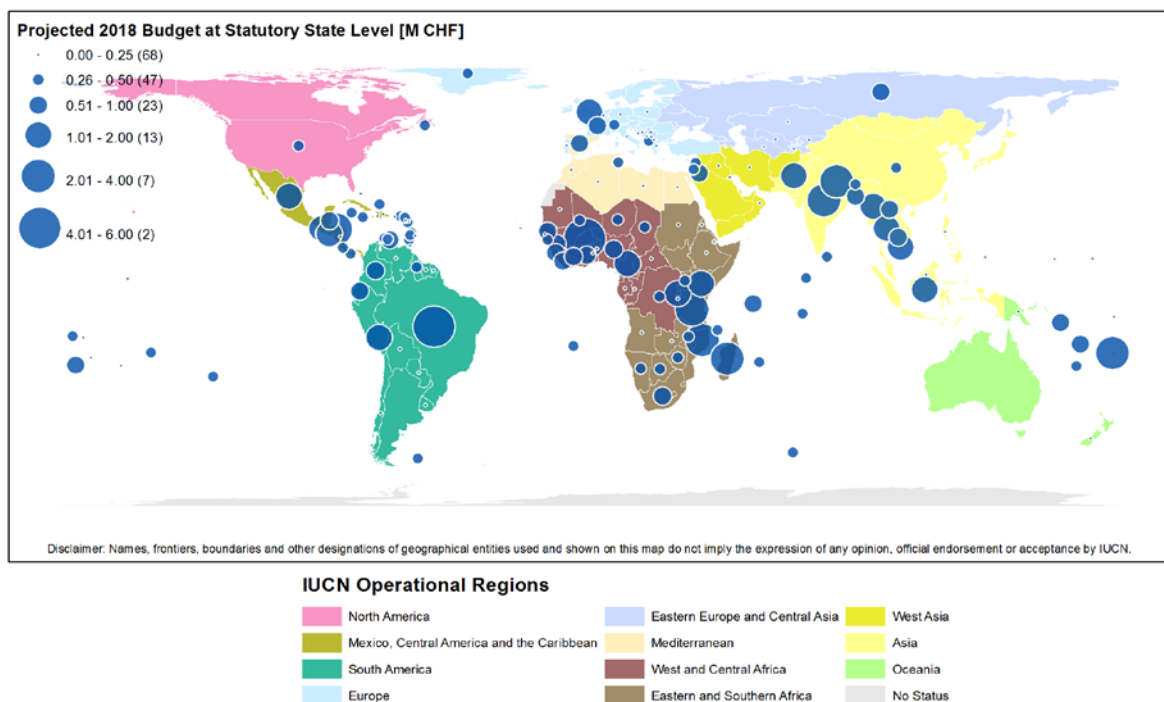 Projected 2018 Budget at Statutory State Level [M CHF]
0.00 - 0.25 (68)
0.26 - 0.50 (47)
0.51 - 1.00 (23)
1.01 - 2.00 (13)
2.01 - 4.00 (7)
4.01 - 6.00 (2)
Disclaimer: Names, frontiers, boundaries and other designations of geographical entities used and shown on this map do not imply the expression of any opinion, official endorsement or acceptance by IUCN.
IUCN Operational Regions
North America
Mexico, Central America and the Caribbean
South America
Europe
Eastern Europe and Central Asia
Mediterranean
West and Central Africa
Eastern and Southern Africa
West Asia
Asia
Oceania
No Status